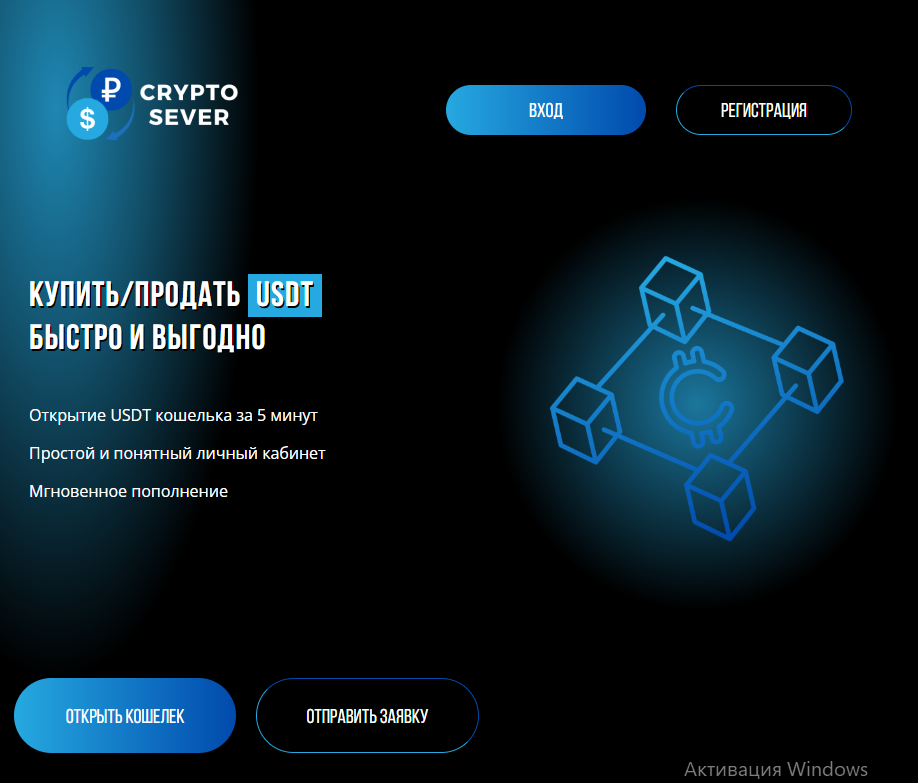 ₽
$
CRYPTO
SEVER
ВХОД
РЕГИСТРАЦИЯ
КУПИТЬ/ПРОДАТЬ USDT
БЫСТРО И ВЫГОДНО
Открытие USDT кошелька за 5 минут
Простой и понятный личный кабинет
Мгновенное пополнение
ОТКРЫТЬ КОШЕЛЕК
ОТПРАВИТЬ ЗАЯВКУ
Активация Windows